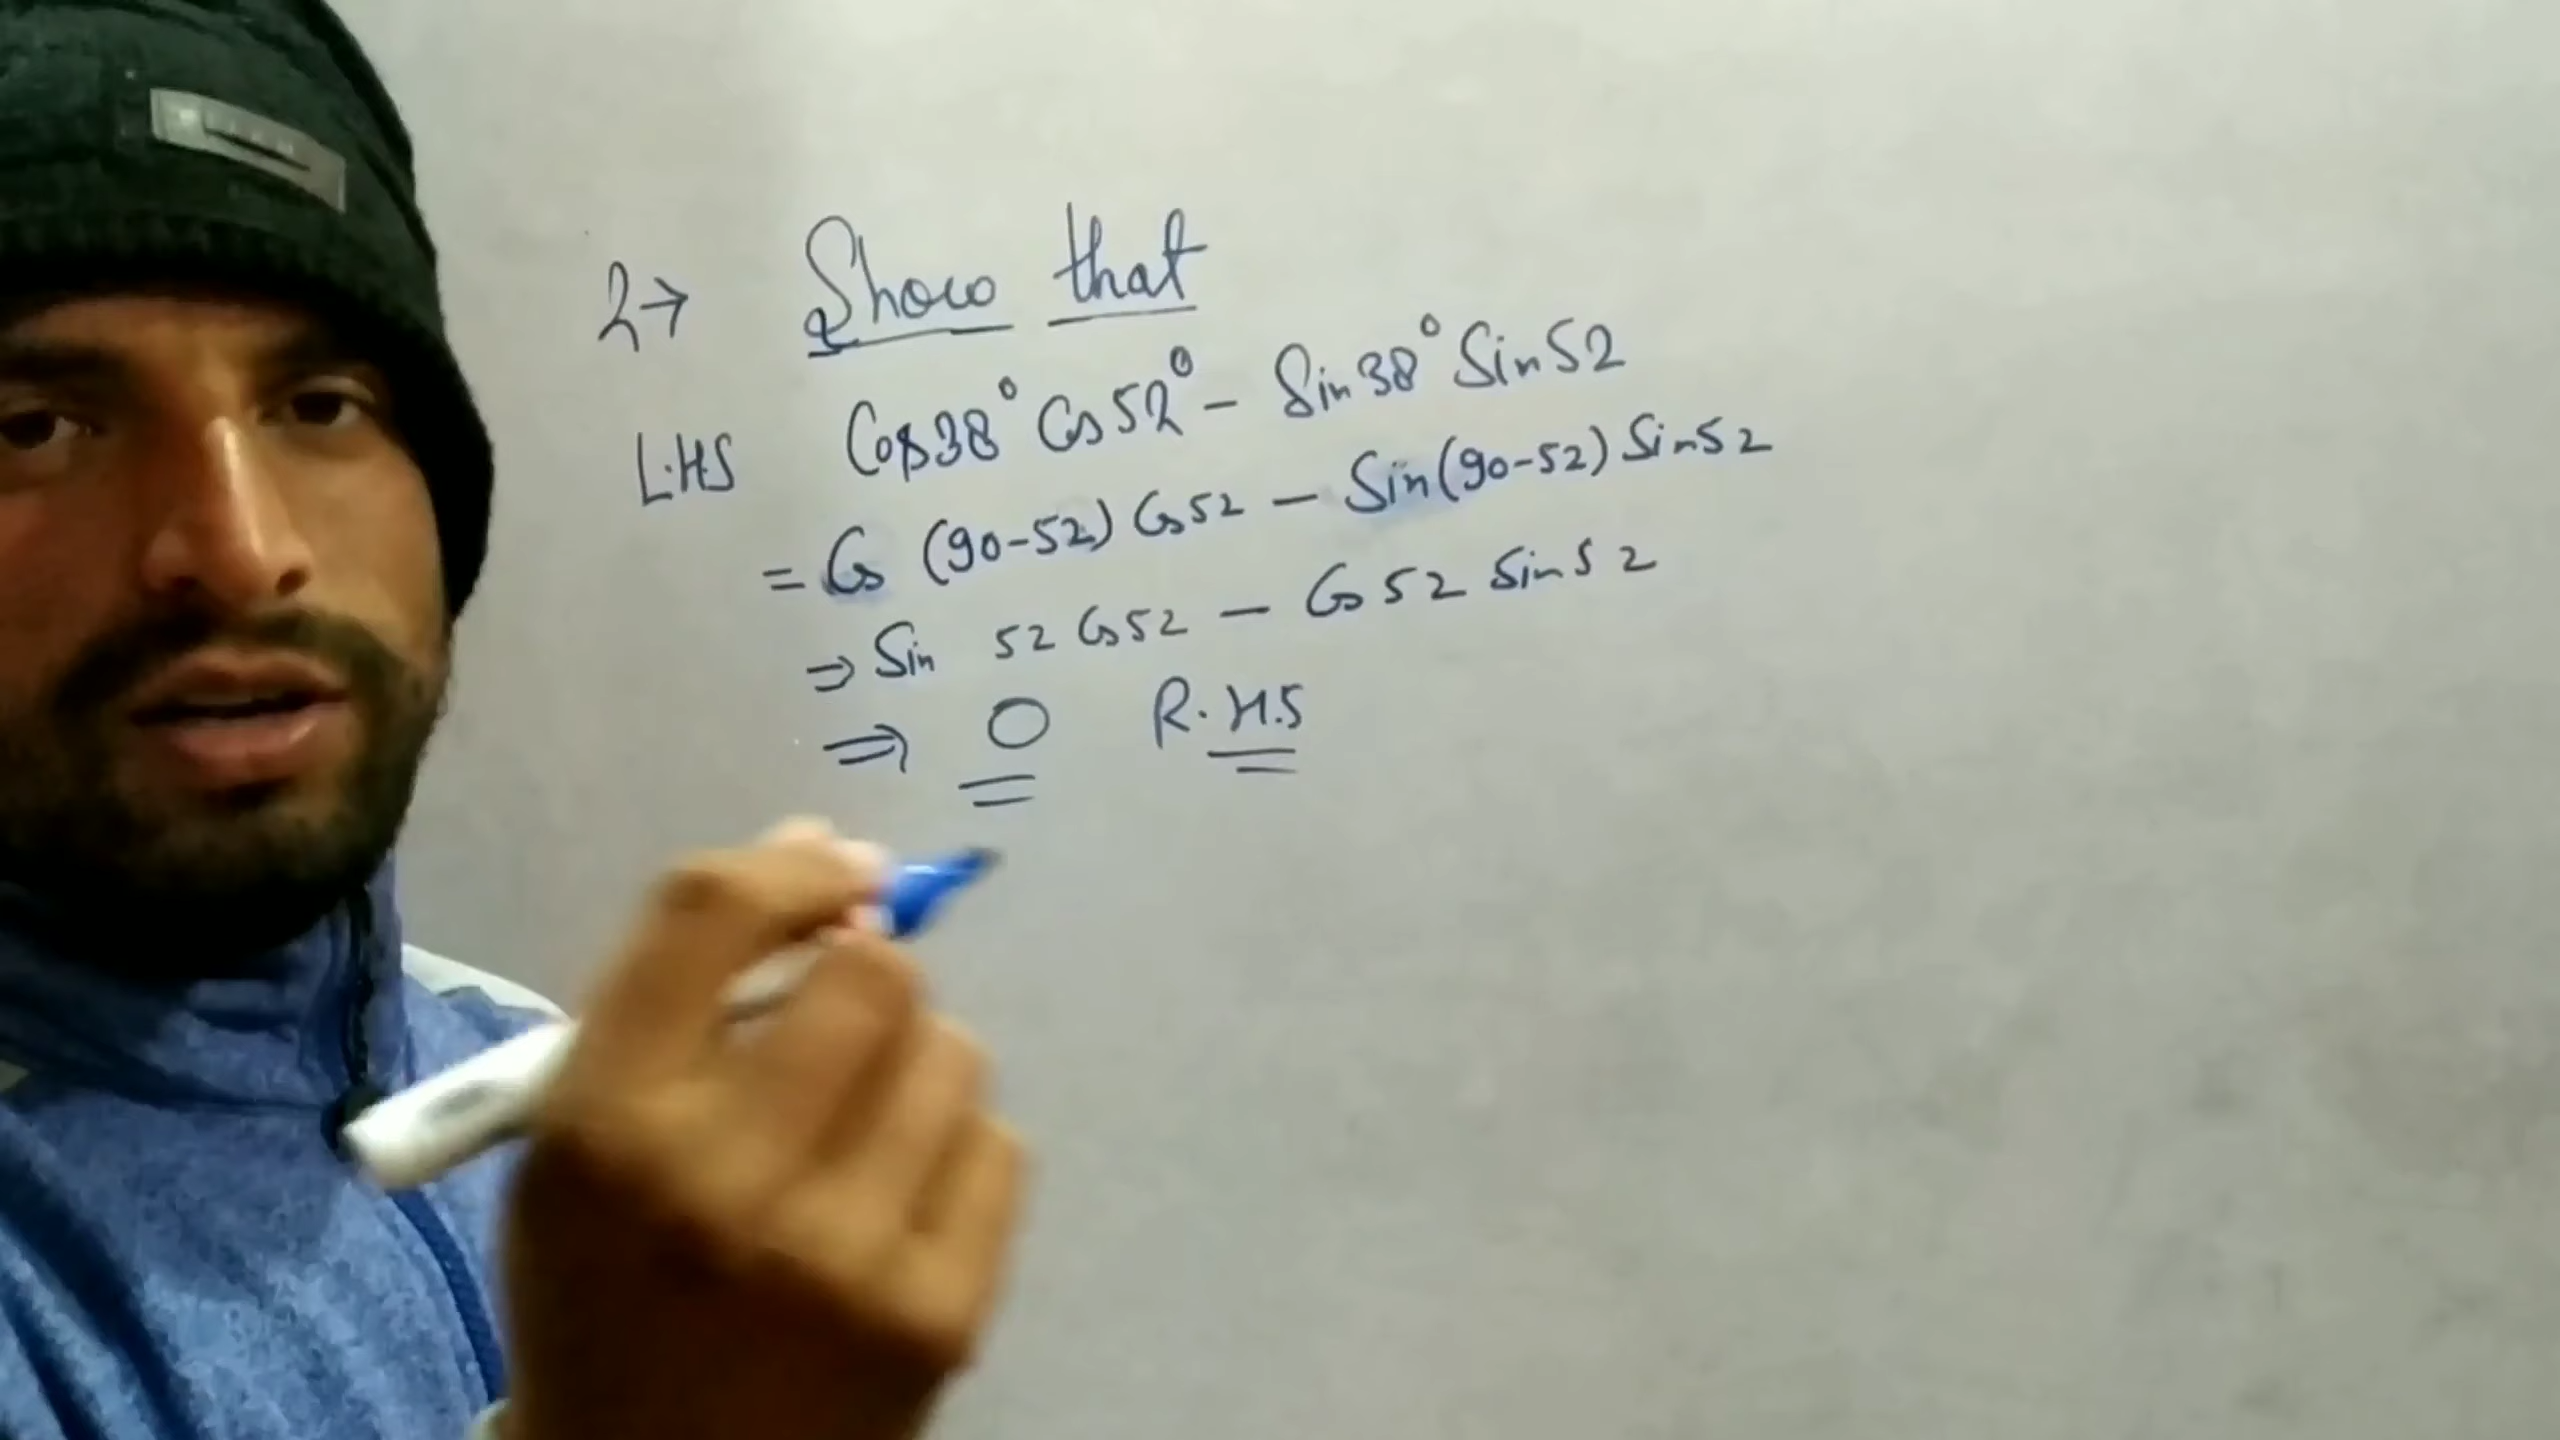 2→ Show that
Cos38° Cos52° - Sin38° Sin52
L.H.S
= Cos (90-52) Cos52 - Sin(90-52) Sin52
⇒ Sin 52 Cos52 - Cos52 Sin52
⇒ 0 R.H.S